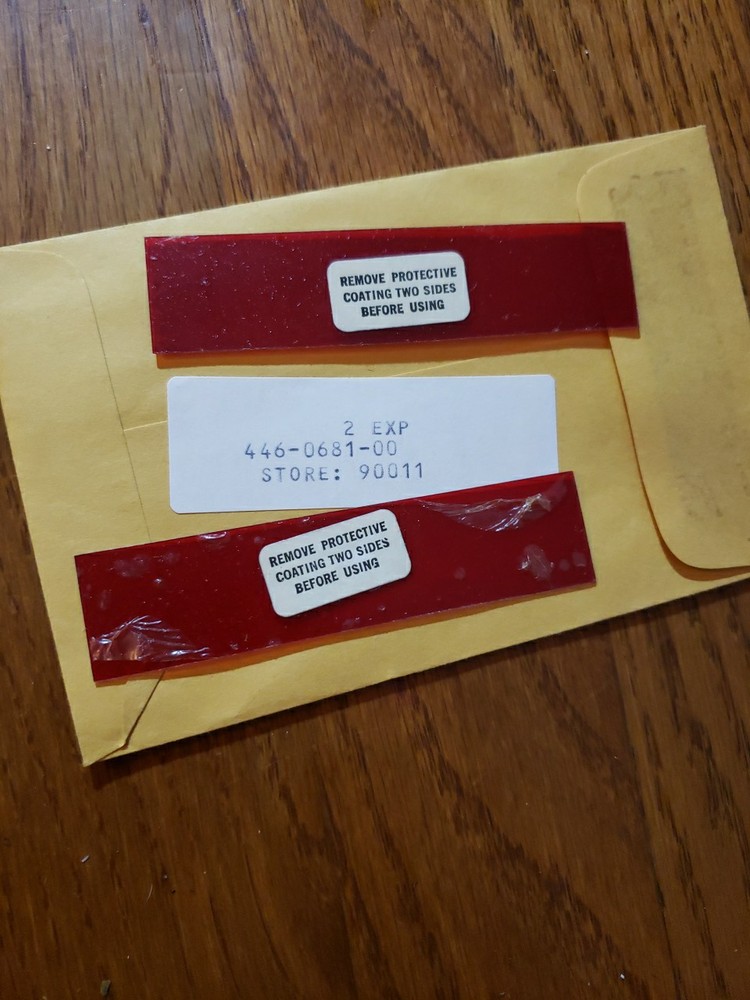 REMOVE PROTECTIVE
COATING TWO SIDES
BEFORE USING
2 EXP
446-0681-00
STORE: 90011
REMOVE PROTECTIVE
COATING TWO SIDES
BEFORE USING